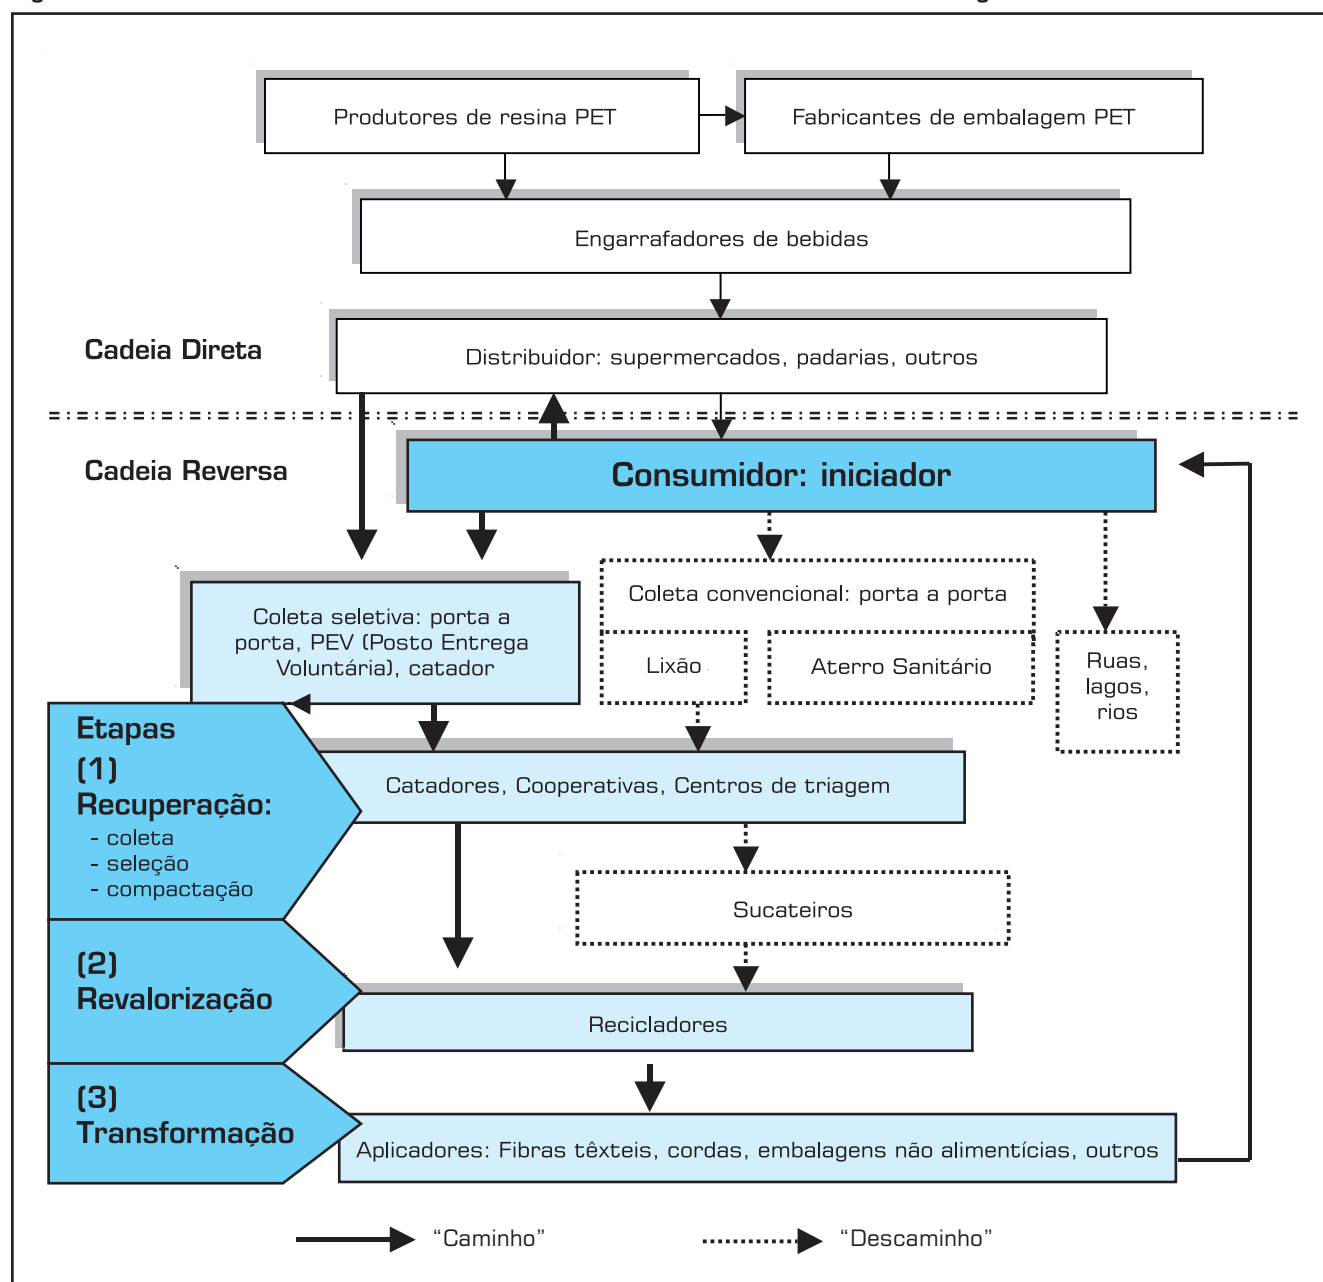 Produtores de resina PET
Fabricantes de embalagem PET
Engarrafadores de bebidas
Cadeia Direta
Distribuidor: supermercados, padarias, outros
Cadeia Reversa
Consumidor: iniciador
Coleta seletiva: porta a
porta, PEV (Posto Entrega
Voluntária), catador
Coleta convencional: porta a porta
Lixão
Aterro Sanitário
Ruas,
lagos,
rios
Etapas
(1)
Recuperação:
- coleta
- seleção
- compactação
Catadores, Cooperativas, Centros de triagem
Sucateiros
(2)
Revalorização
Recicladores
(3)
Transformação
Aplicadores: Fibras têxteis, cordas, embalagens não alimentícias, outros
“Caminho”
“Descaminho”